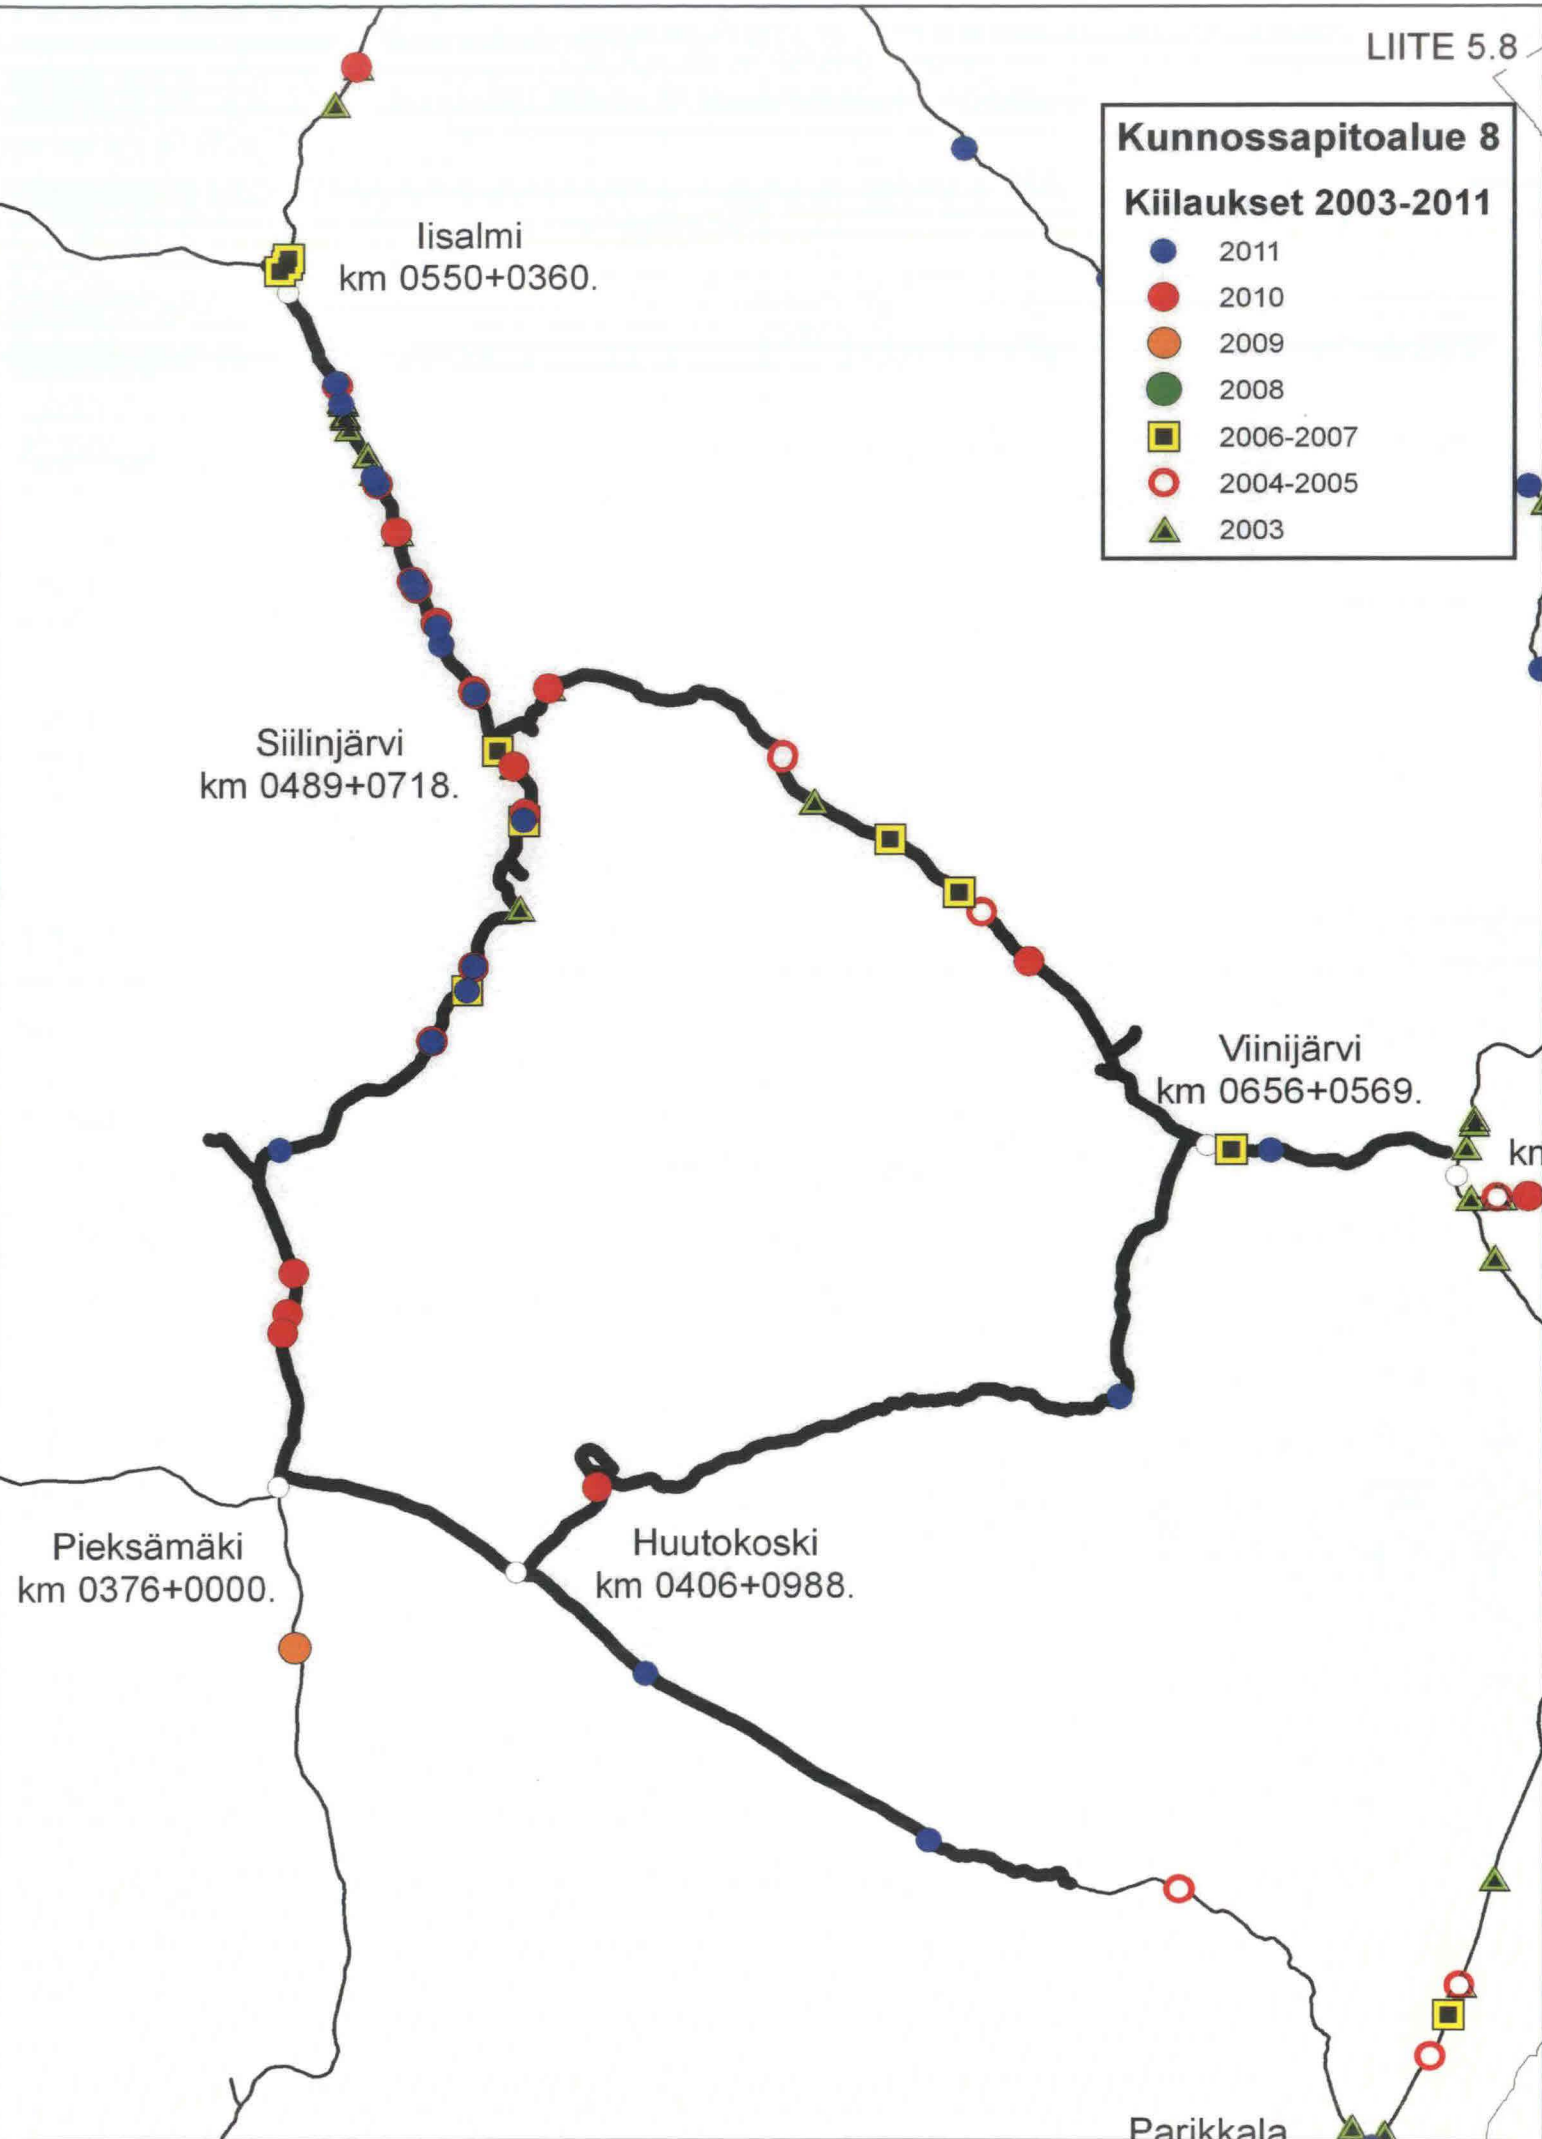 LIITE 5.8
Kunnossapitoalue 8
Kiilaukset 2003-2011
2011
2010
2009
2008
2006-2007
2004-2005
2003
Iisalmi
km 0550+0360.
Siilinjärvi
km 0489+0718.
Viinijärvi
km 0656+0569.
km
Pieksämäki
km 0376+0000.
Huutokoski
km 0406+0988.
Parikkala